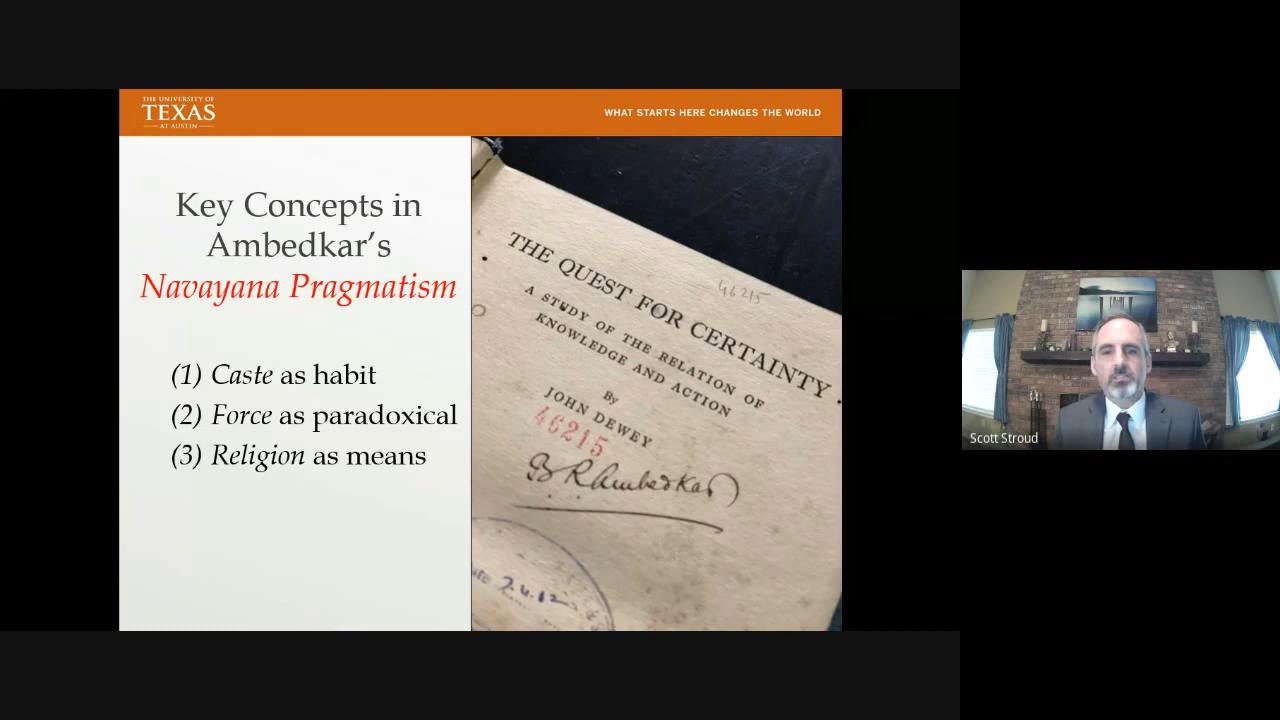 THE UNIVERSITY OF
TEXAS
AT AUSTIN
WHAT STARTS HERE CHANGES THE WORLD
Key Concepts in
Ambedkar’s
Navayana Pragmatism
(1) Caste as habit
(2) Force as paradoxical
(3) Religion as means
46215
THE QUEST FOR CERTAINTY
A STUDY OF THE RELATION OF
KNOWLEDGE AND ACTION
By
JOHN DEWEY
46215
B R Ambedkar
Scott Stroud